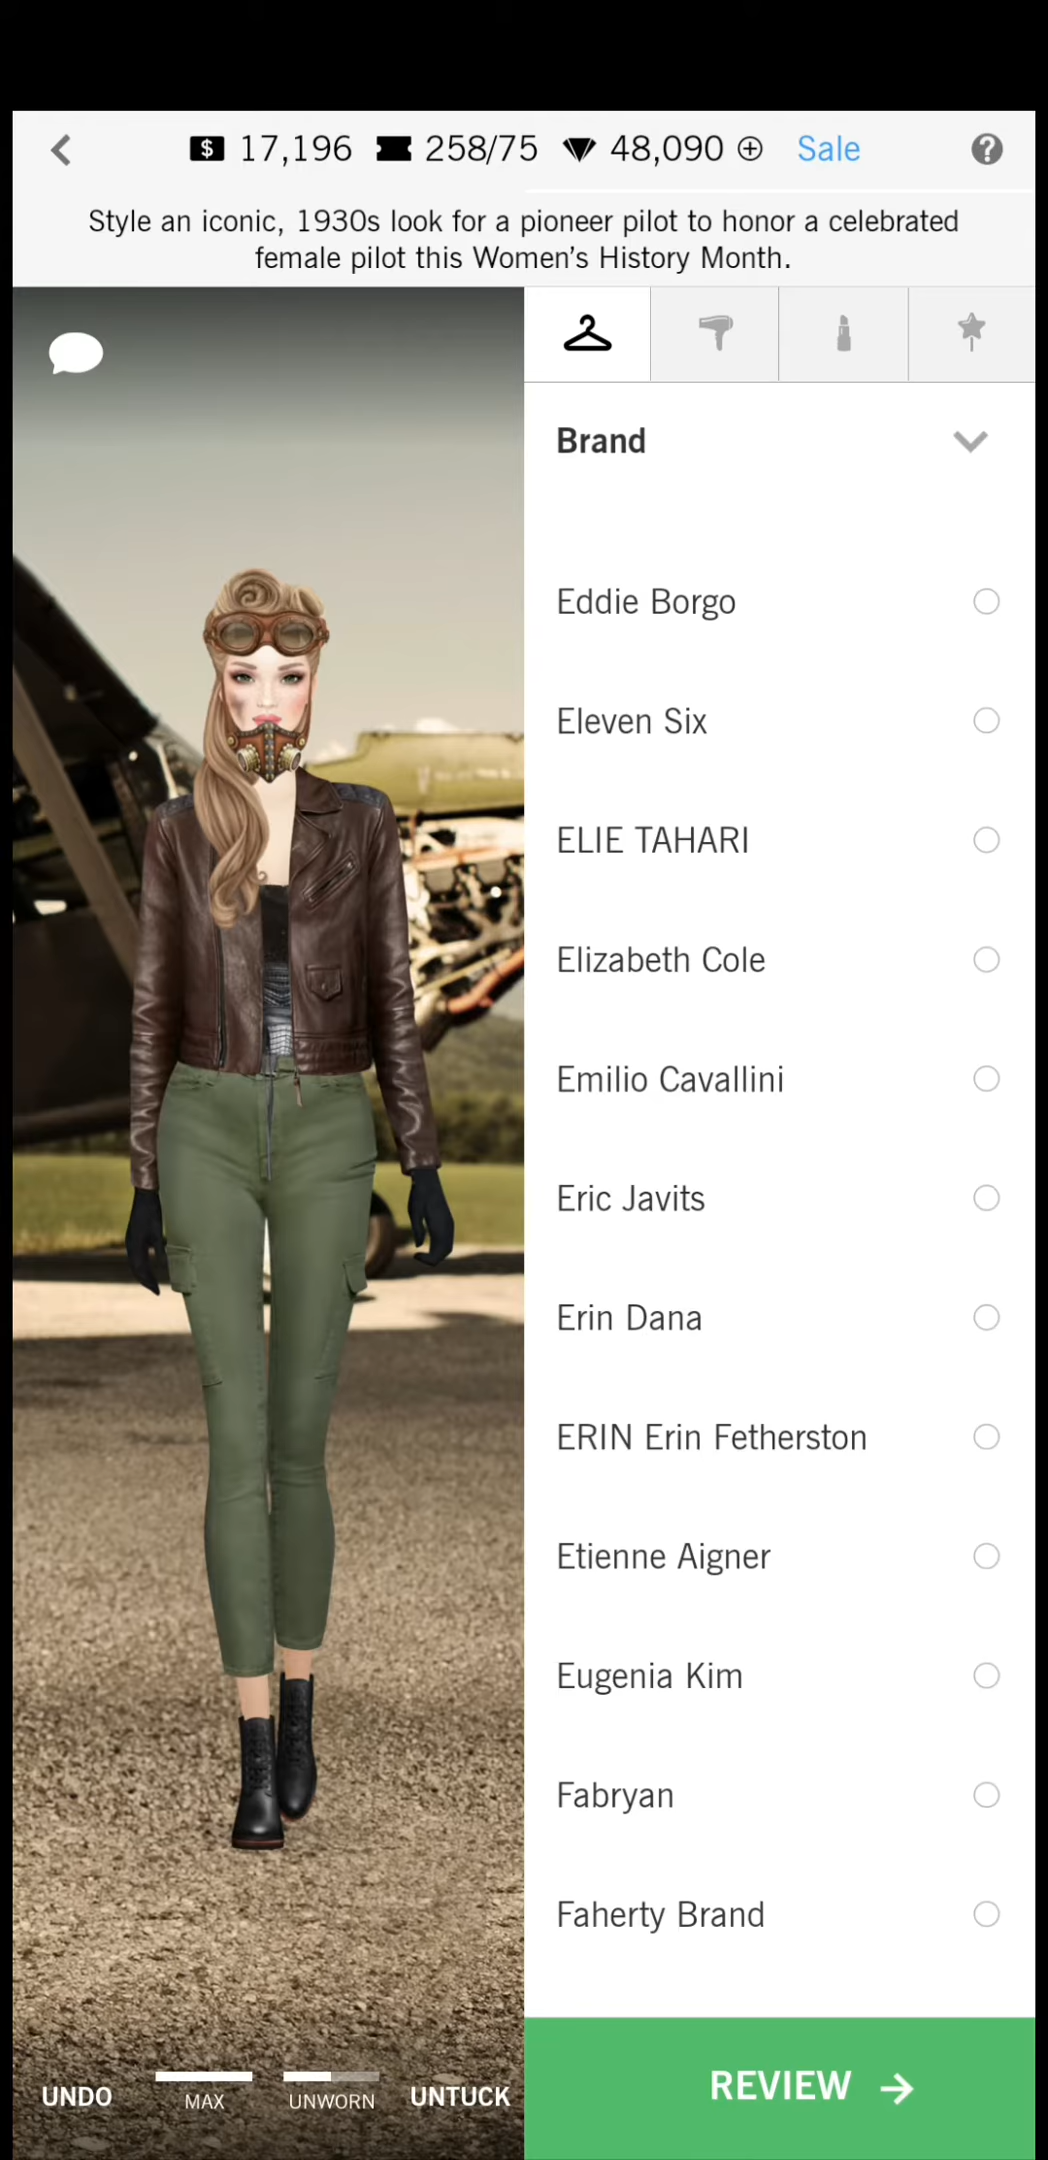 $ 17,196 258/75 48,090 Sale ?
Style an iconic, 1930s look for a pioneer pilot to honor a celebrated
female pilot this Women's History Month.
Brand
Eddie Borgo
Eleven Six
ELIE TAHARI
Elizabeth Cole
Emilio Cavallini
Eric Javits
Erin Dana
ERIN Erin Fetherston
Etienne Aigner
Eugenia Kim
Fabryan
Faherty Brand
UNDO
MAX
UNWORN
UNTUCK
REVIEW